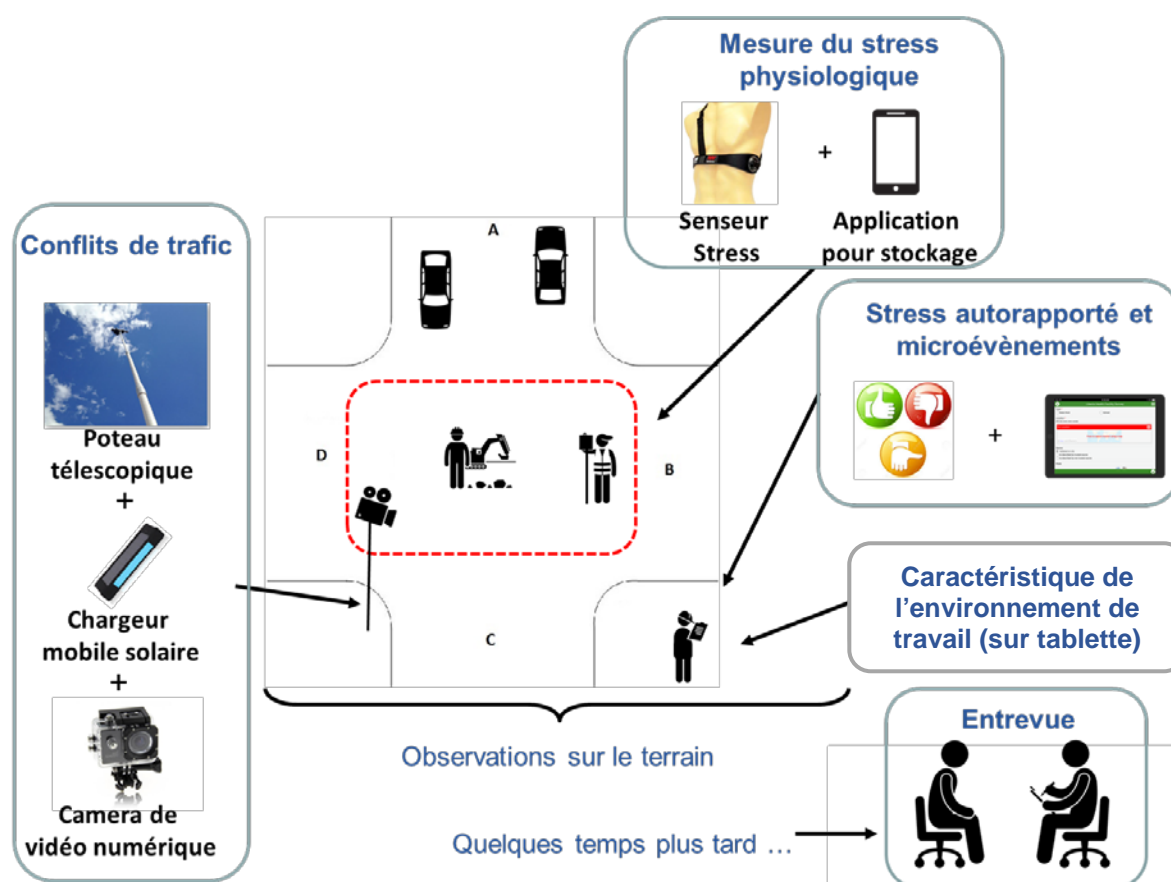 Mesure du stress
physiologique
+
Senseur
Stress
Application
pour stockage
Conflits de trafic
Poteau
télescopique
+
Chargeur
mobile solaire
+
Camera de
vidéo numérique
A
D
B
C
Stress autorapporté et
microévènements
+
Caractéristique de
l'environnement de
travail (sur tablette)
Observations sur le terrain
Entrevue
Quelques temps plus tard ...